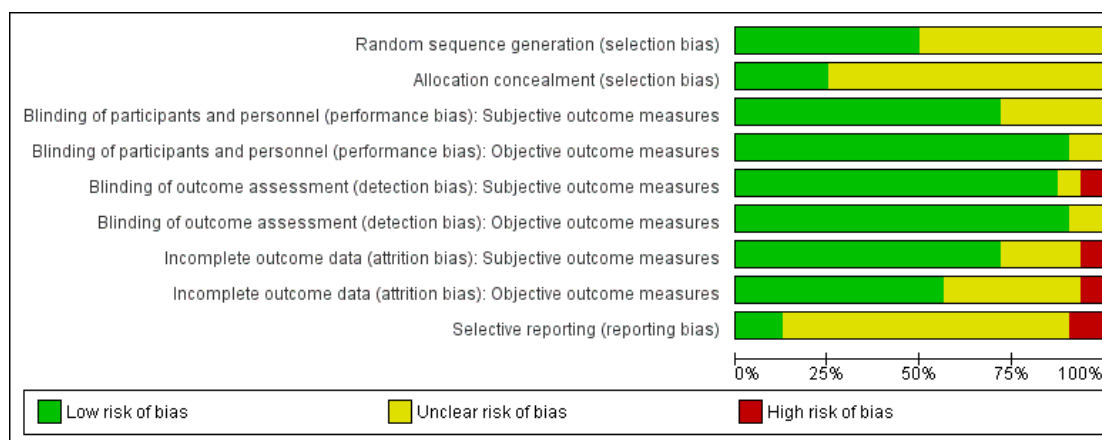 Random sequence generation (selection bias)
Allocation concealment (selection bias)
Blinding of participants and personnel (performance bias): Subjective outcome measures
Blinding of participants and personnel (performance bias): Objective outcome measures
Blinding of outcome assessment (detection bias): Subjective outcome measures
Blinding of outcome assessment (detection bias): Objective outcome measures
Incomplete outcome data (attrition bias): Subjective outcome measures
Incomplete outcome data (attrition bias): Objective outcome measures
Selective reporting (reporting bias)
0% 25% 50% 75% 100%
Low risk of bias Unclear risk of bias High risk of bias